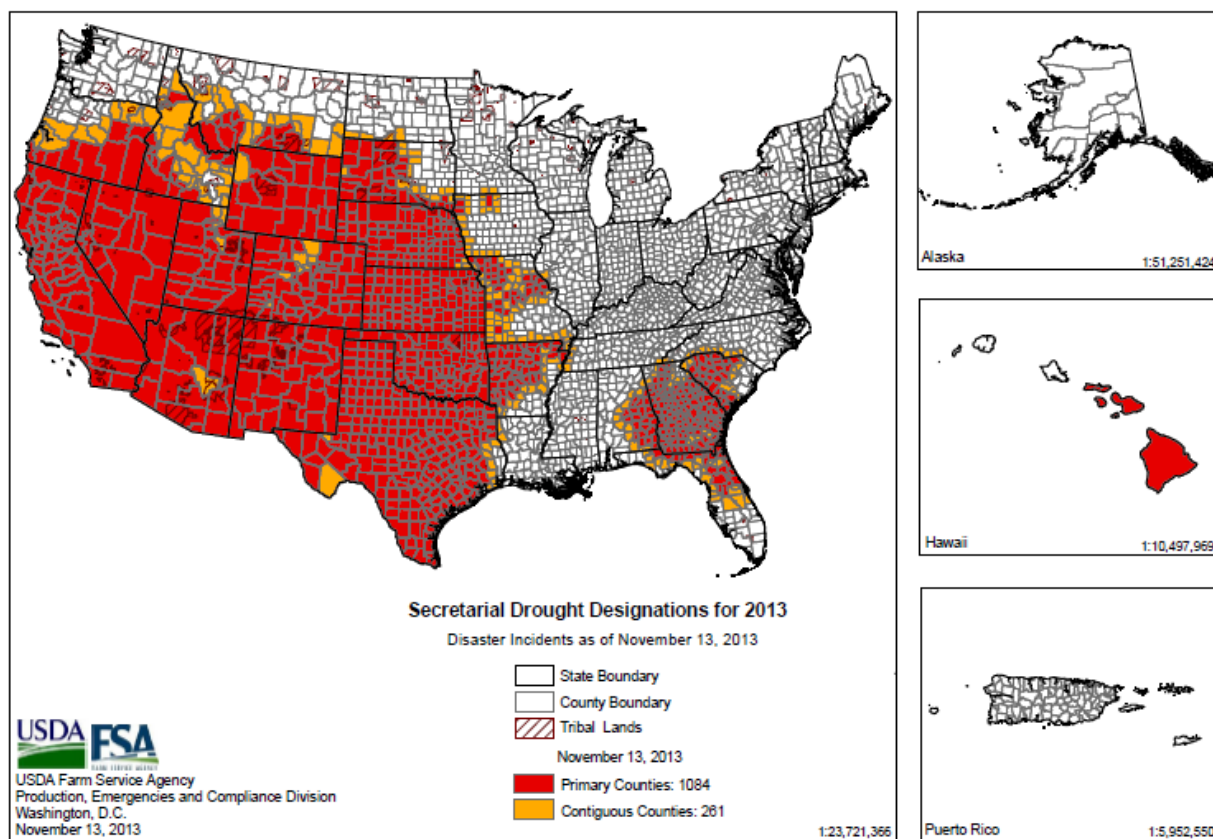 Secretarial Drought Designations for 2013
Disaster Incidents as of November 13, 2013
State Boundary
County Boundary
Tribal Lands
November 13, 2013
Primary Counties: 1084
Contiguous Counties: 261
USDA FSA
FARM SERVICE AGENCY
USDA Farm Service Agency
Production, Emergencies and Compliance Division
Washington, D.C.
November 13, 2013
1:23,721,366
Alaska
1:51,251,424
Hawaii
1:10,497,969
Puerto Rico
1:5,952,550